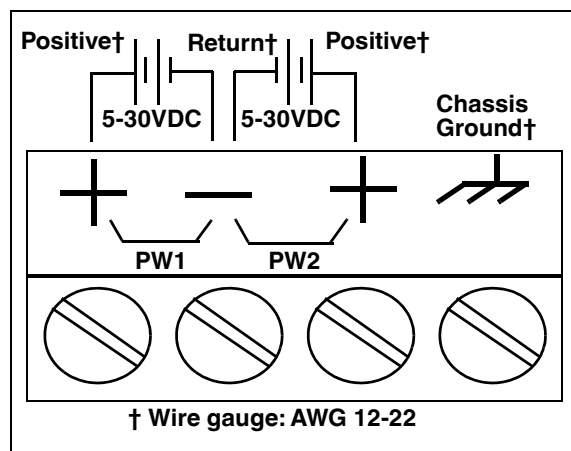 Positive† Return† Positive†
5-30VDC 5-30VDC
Chassis
Ground†
PW1 PW2
† Wire gauge: AWG 12-22